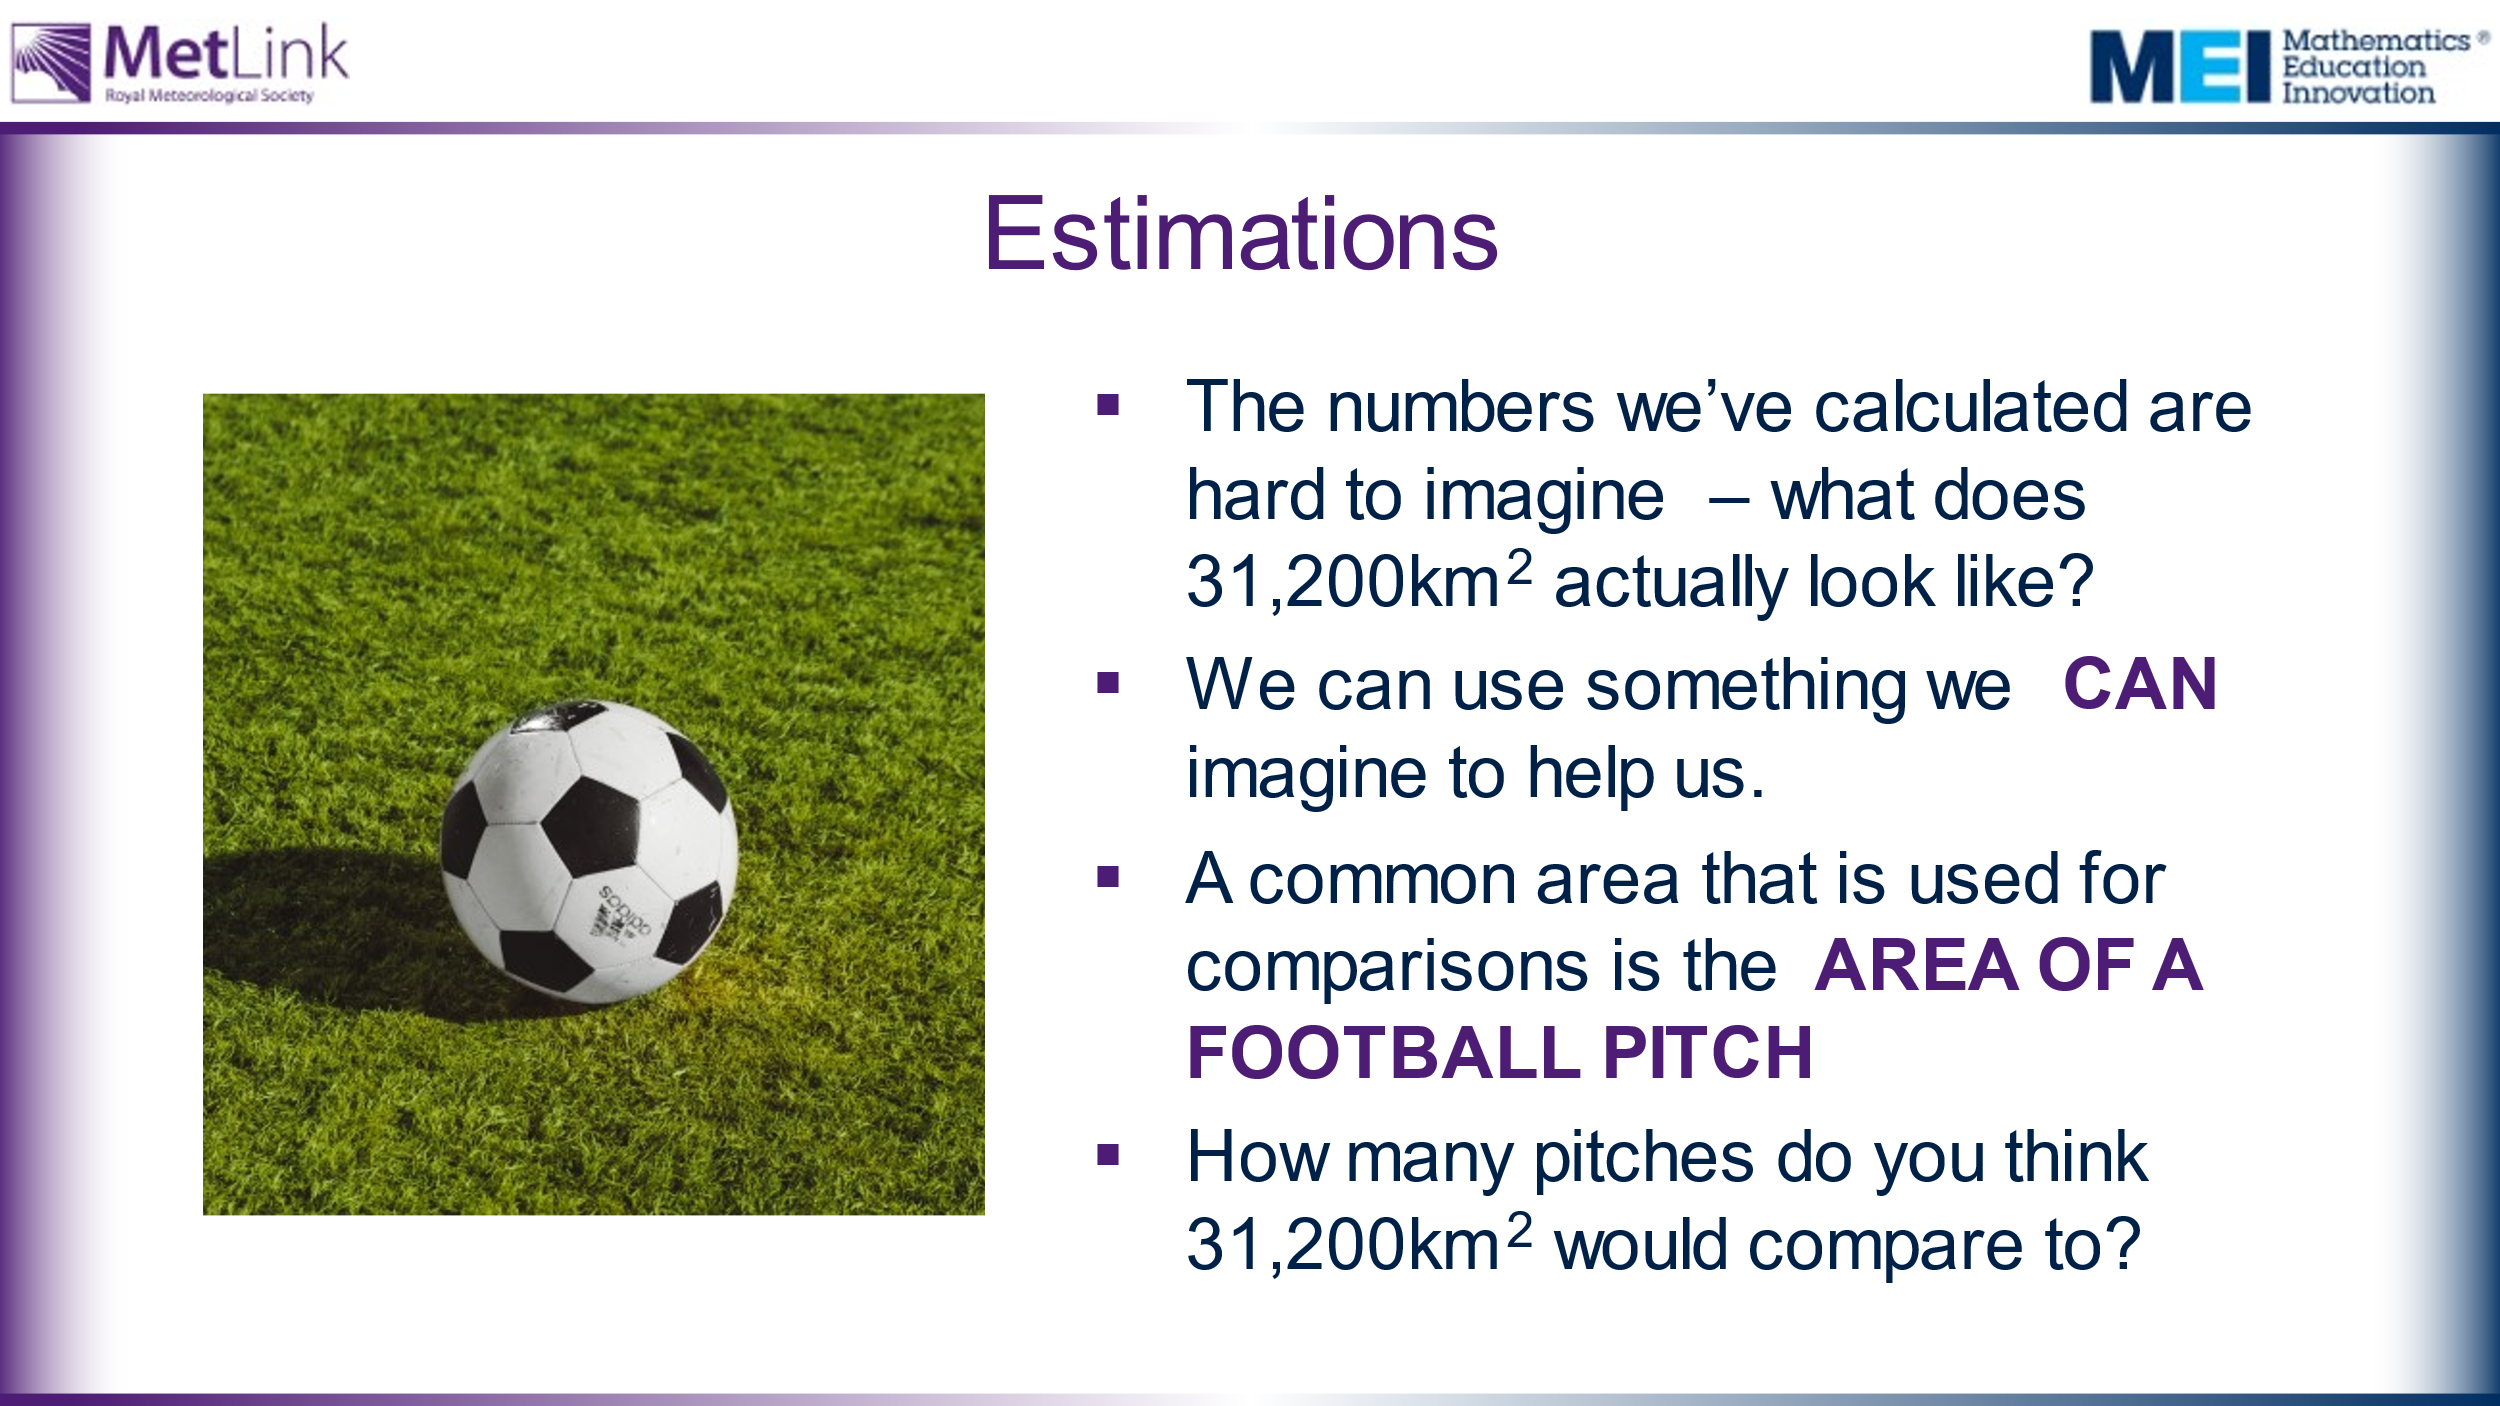 MetLink
Royal Meteorological Society
MEI
Mathematics ®
Education
Innovation
Estimations
▪ The numbers we’ve calculated are
hard to imagine – what does
31,200km² actually look like?
▪ We can use something we CAN
imagine to help us.
▪ A common area that is used for
comparisons is the AREA OF A
FOOTBALL PITCH
▪ How many pitches do you think
31,200km² would compare to?
adidas